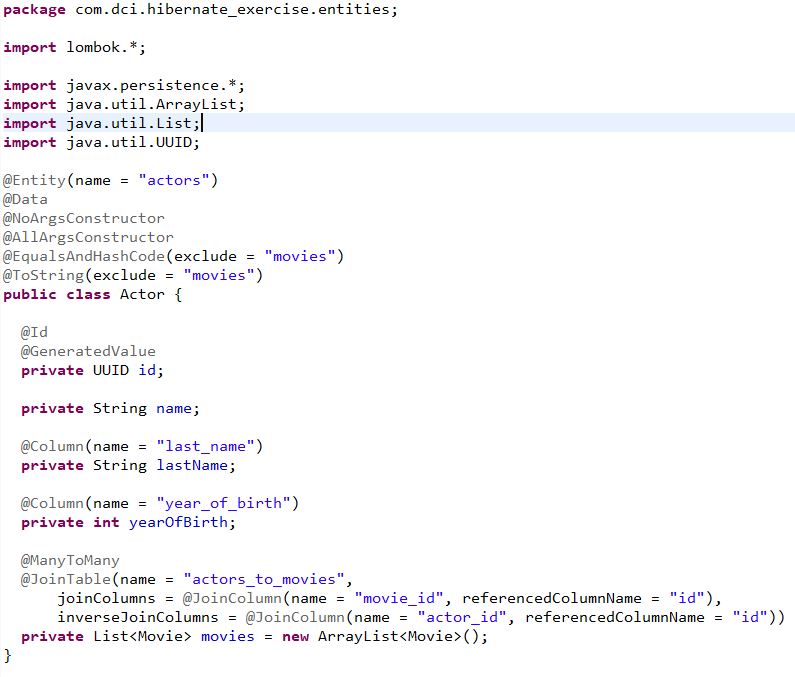 package com.dci.hibernate_exercise.entities;
import lombok.*;
import javax.persistence.*;
import java.util.ArrayList;
import java.util.List;
import java.util.UUID;
@Entity(name = "actors")
@Data
@NoArgsConstructor
@AllArgsConstructor
@EqualsAndHashCode(exclude = "movies")
@ToString(exclude = "movies")
public class Actor {
@Id
@GeneratedValue
private UUID id;
private String name;
@Column(name = "last_name")
private String lastName;
@Column(name = "year_of_birth")
private int yearOfBirth;
@ManyToMany
@JoinTable(name = "actors_to_movies",
joinColumns = @JoinColumn(name = "movie_id", referencedColumnName = "id"),
inverseJoinColumns = @JoinColumn(name = "actor_id", referencedColumnName = "id"))
private List<Movie> movies = new ArrayList<Movie>();
}